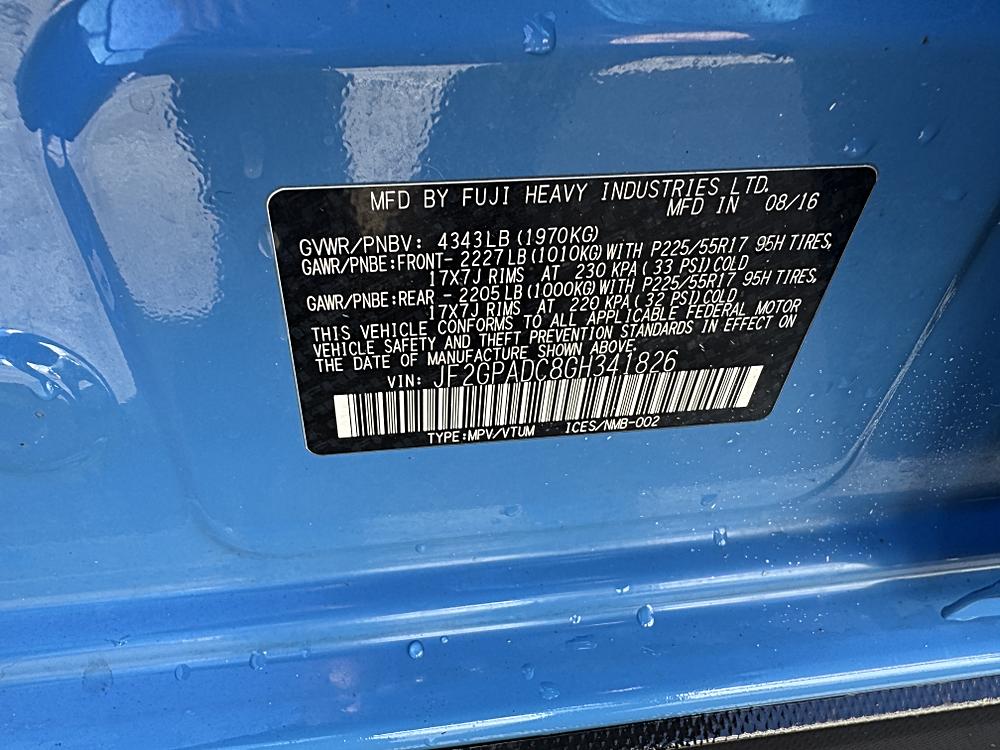 MFD BY FUJI HEAVY INDUSTRIES LTD.
MFD IN 08/16
GVWR/PNBV: 4343LB (1970KG)
GAWR/PNBE:FRONT- 2227LB (1010KG) WITH P225/55R17 95H TIRES,
17X7J RIMS AT 230 KPA (33 PSI) COLD
GAWR/PNBE:REAR - 2205LB (1000KG) WITH P225/55R17 95H TIRES,
17X7J RIMS AT 220 KPA (32 PSI) COLD
THIS VEHICLE CONFORMS TO ALL APPLICABLE FEDERAL MOTOR
VEHICLE SAFETY AND THEFT PREVENTION STANDARDS IN EFFECT ON
THE DATE OF MANUFACTURE SHOWN ABOVE.
VIN: JF2GPADC8GH341826
TYPE:MPV/VTUM ICES/NMB-002